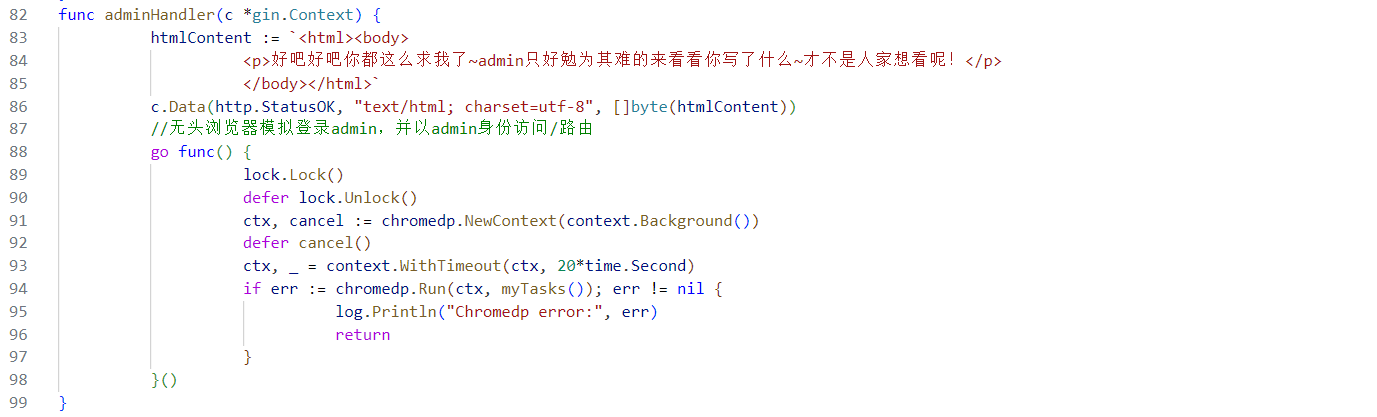 82 func adminHandler(c *gin.Context) {
83 htmlContent := `<html><body>
84 <p>好吧好吧你都这么求我了~admin只好勉为其难的来看看你写了什么~才不是人家想看呢！</p>
85 </body></html>`
86 c.Data(http.StatusOK, "text/html; charset=utf-8", []byte(htmlContent))
87 //无头浏览器模拟登录admin，并以admin身份访问/路由
88 go func() {
89 lock.Lock()
90 defer lock.Unlock()
91 ctx, cancel := chromedp.NewContext(context.Background())
92 defer cancel()
93 ctx, _ = context.WithTimeout(ctx, 20*time.Second)
94 if err := chromedp.Run(ctx, myTasks()); err != nil {
95 log.Println("Chromedp error:", err)
96 return
97 }
98 }()
99 }